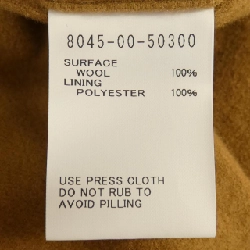 8045-00-50300
SURFACE
WOOL 100%
LINING
POLYESTER 100%
USE PRESS CLOTH
DO NOT RUB TO
AVOID PILLING